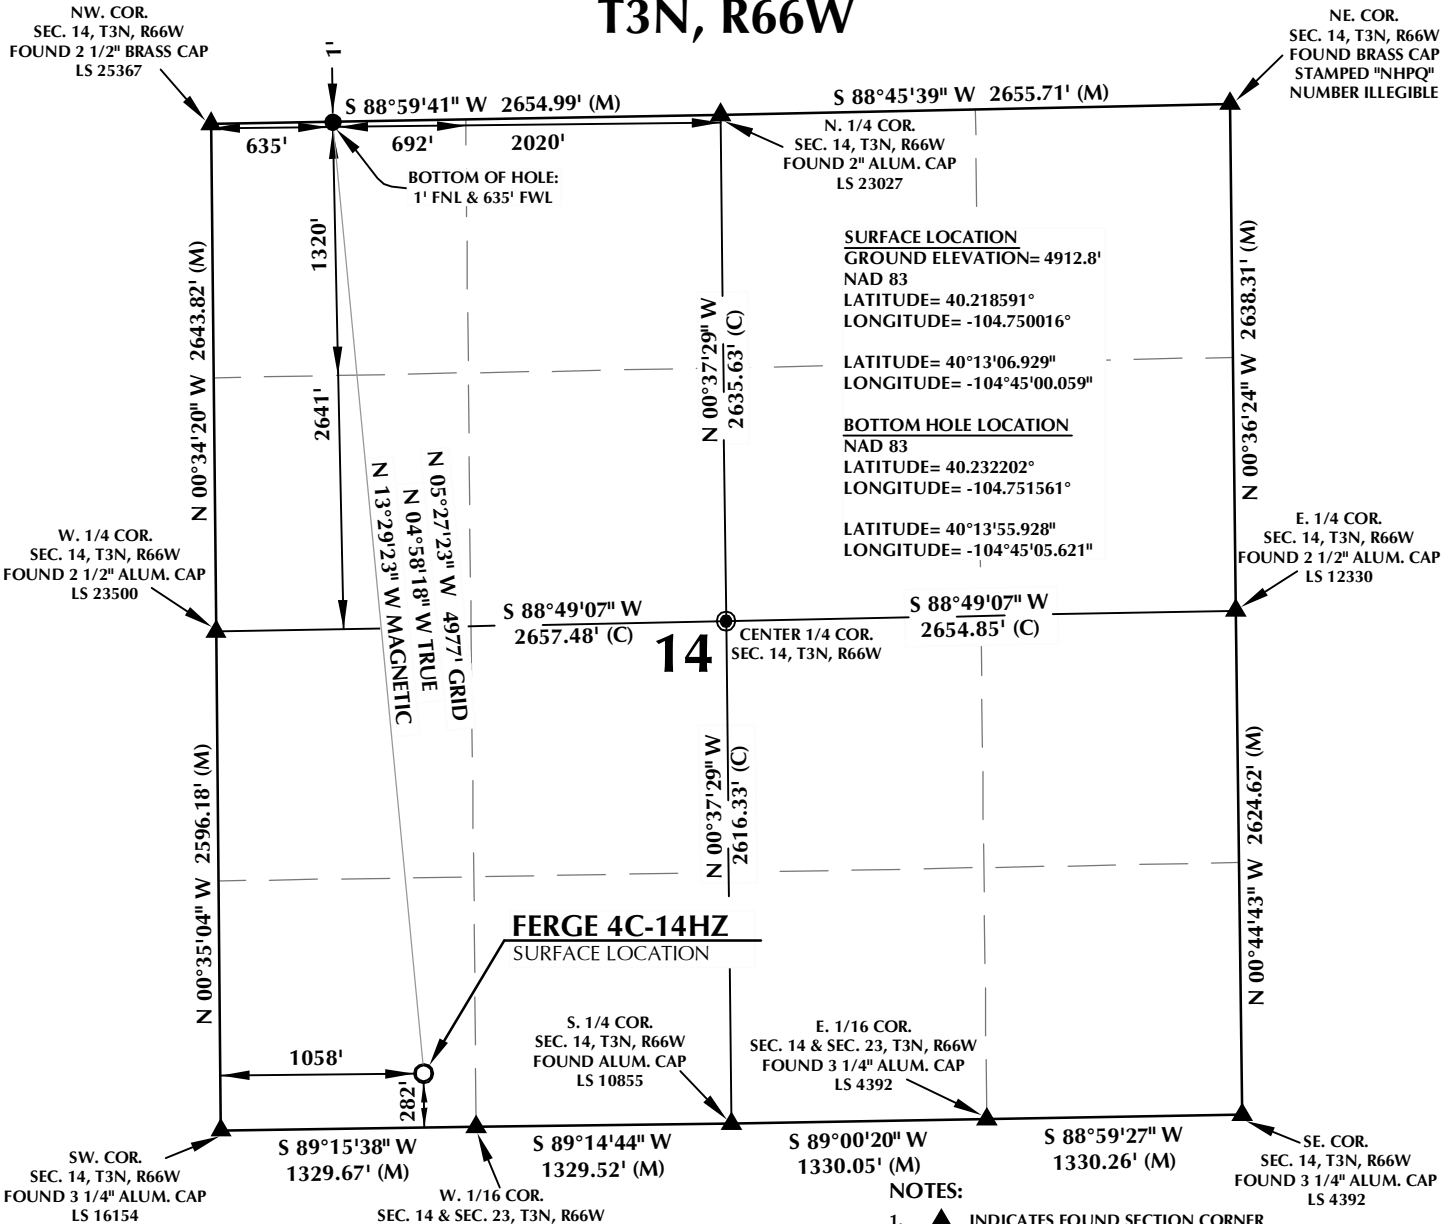 T3N, R66W
NW. COR.
SEC. 14, T3N, R66W
FOUND 2 1/2" BRASS CAP
LS 25367
NE. COR.
SEC. 14, T3N, R66W
FOUND BRASS CAP
STAMPED "NHPQ"
NUMBER ILLEGIBLE
1'
S 88°59'41" W 2654.99' (M)
S 88°45'39" W 2655.71' (M)
635'
692'
2020'
N. 1/4 COR.
SEC. 14, T3N, R66W
FOUND 2" ALUM. CAP
LS 23027
BOTTOM OF HOLE:
1' FNL & 635' FWL
1320'
2641'
N 00°34'20" W 2643.82' (M)
N 00°37'29" W
2635.63' (C)
SURFACE LOCATION
GROUND ELEVATION= 4912.8'
NAD 83
LATITUDE= 40.218591°
LONGITUDE= -104.750016°
LATITUDE= 40°13'06.929"
LONGITUDE= -104°45'00.059"
BOTTOM HOLE LOCATION
NAD 83
LATITUDE= 40.232202°
LONGITUDE= -104.751561°
LATITUDE= 40°13'55.928"
LONGITUDE= -104°45'05.621"
N 00°36'24" W 2638.31' (M)
N 05°27'23" W 4977' GRID
N 04°58'18" W TRUE
N 13°29'23" W MAGNETIC
W. 1/4 COR.
SEC. 14, T3N, R66W
FOUND 2 1/2" ALUM. CAP
LS 23500
E. 1/4 COR.
SEC. 14, T3N, R66W
FOUND 2 1/2" ALUM. CAP
LS 12330
S 88°49'07" W
2657.48' (C)
S 88°49'07" W
2654.85' (C)
14
CENTER 1/4 COR.
SEC. 14, T3N, R66W
N 00°35'04" W 2596.18' (M)
N 00°37'29" W
2616.33' (C)
N 00°44'43" W 2624.62' (M)
FERGE 4C-14HZ
SURFACE LOCATION
1058'
282'
S. 1/4 COR.
SEC. 14, T3N, R66W
FOUND ALUM. CAP
LS 10855
E. 1/16 COR.
SEC. 14 & SEC. 23, T3N, R66W
FOUND 3 1/4" ALUM. CAP
LS 4392
S 89°15'38" W
1329.67' (M)
S 89°14'44" W
1329.52' (M)
S 89°00'20" W
1330.05' (M)
S 88°59'27" W
1330.26' (M)
SW. COR.
SEC. 14, T3N, R66W
FOUND 3 1/4" ALUM. CAP
LS 16154
W. 1/16 COR.
SEC. 14 & SEC. 23, T3N, R66W
SE. COR.
SEC. 14, T3N, R66W
FOUND 3 1/4" ALUM. CAP
LS 4392
NOTES:
1. INDICATES FOUND SECTION CORNER